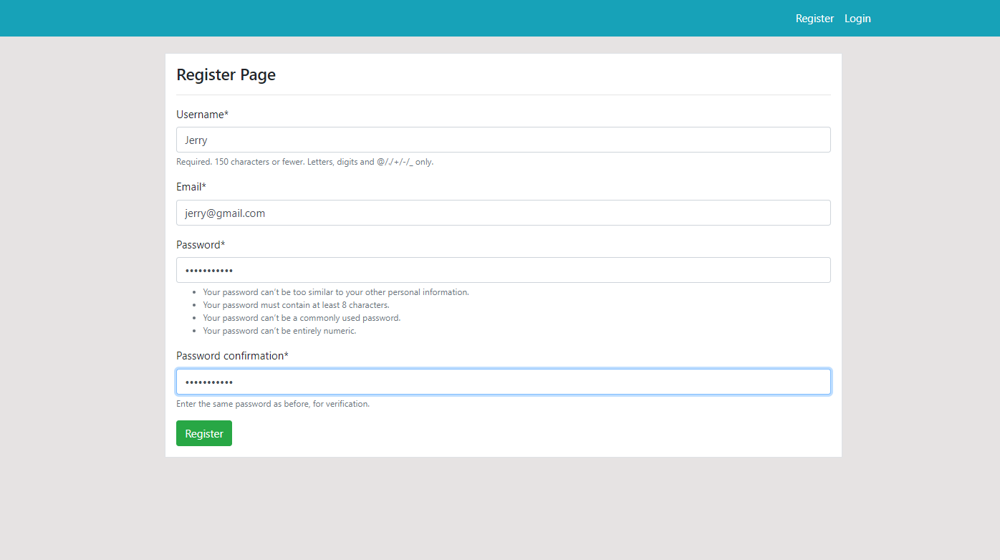 Register Login
Register Page
Username*
Jerry
Required. 150 characters or fewer. Letters, digits and @/./+/-/_ only.
Email*
jerry@gmail.com
Password*
•••••••••••
• Your password can’t be too similar to your other personal information.
• Your password must contain at least 8 characters.
• Your password can’t be a commonly used password.
• Your password can’t be entirely numeric.
Password confirmation*
•••••••••••
Enter the same password as before, for verification.
Register